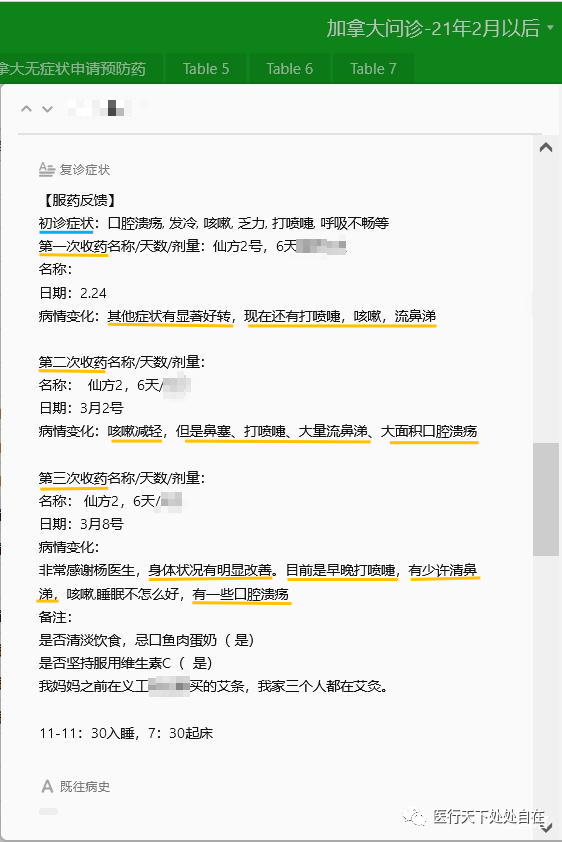 加拿大问诊-21年2月以后
拿大无症状申请预防药 Table 5 Table 6 Table 7
复诊症状
【服药反馈】
初诊症状：口腔溃疡, 发冷, 咳嗽, 乏力, 打喷嚏, 呼吸不畅等
第一次收药名称/天数/剂量：仙方2号，6天
名称：
日期：2.24
病情变化：其他症状有显著好转，现在还有打喷嚏，咳嗽，流鼻涕
第二次收药名称/天数/剂量：
名称： 仙方2，6天/
日期：3月2号
病情变化：咳嗽减轻，但是鼻塞、打喷嚏、大量流鼻涕、大面积口腔溃疡
第三次收药名称/天数/剂量：
名称： 仙方2，6天/
日期：3月8号
病情变化：
非常感谢杨医生，身体状况有明显改善。目前是早晚打喷嚏，有少许清鼻
涕，咳嗽,睡眠不怎么好，有一些口腔溃疡
备注：
是否清淡饮食，忌口鱼肉蛋奶（ 是）
是否坚持服用维生素C（ 是）
我妈妈之前在义工买的艾条，我家三个人都在艾灸。
11-11：30入睡，7：30起床
既往病史
医行天下处处自在